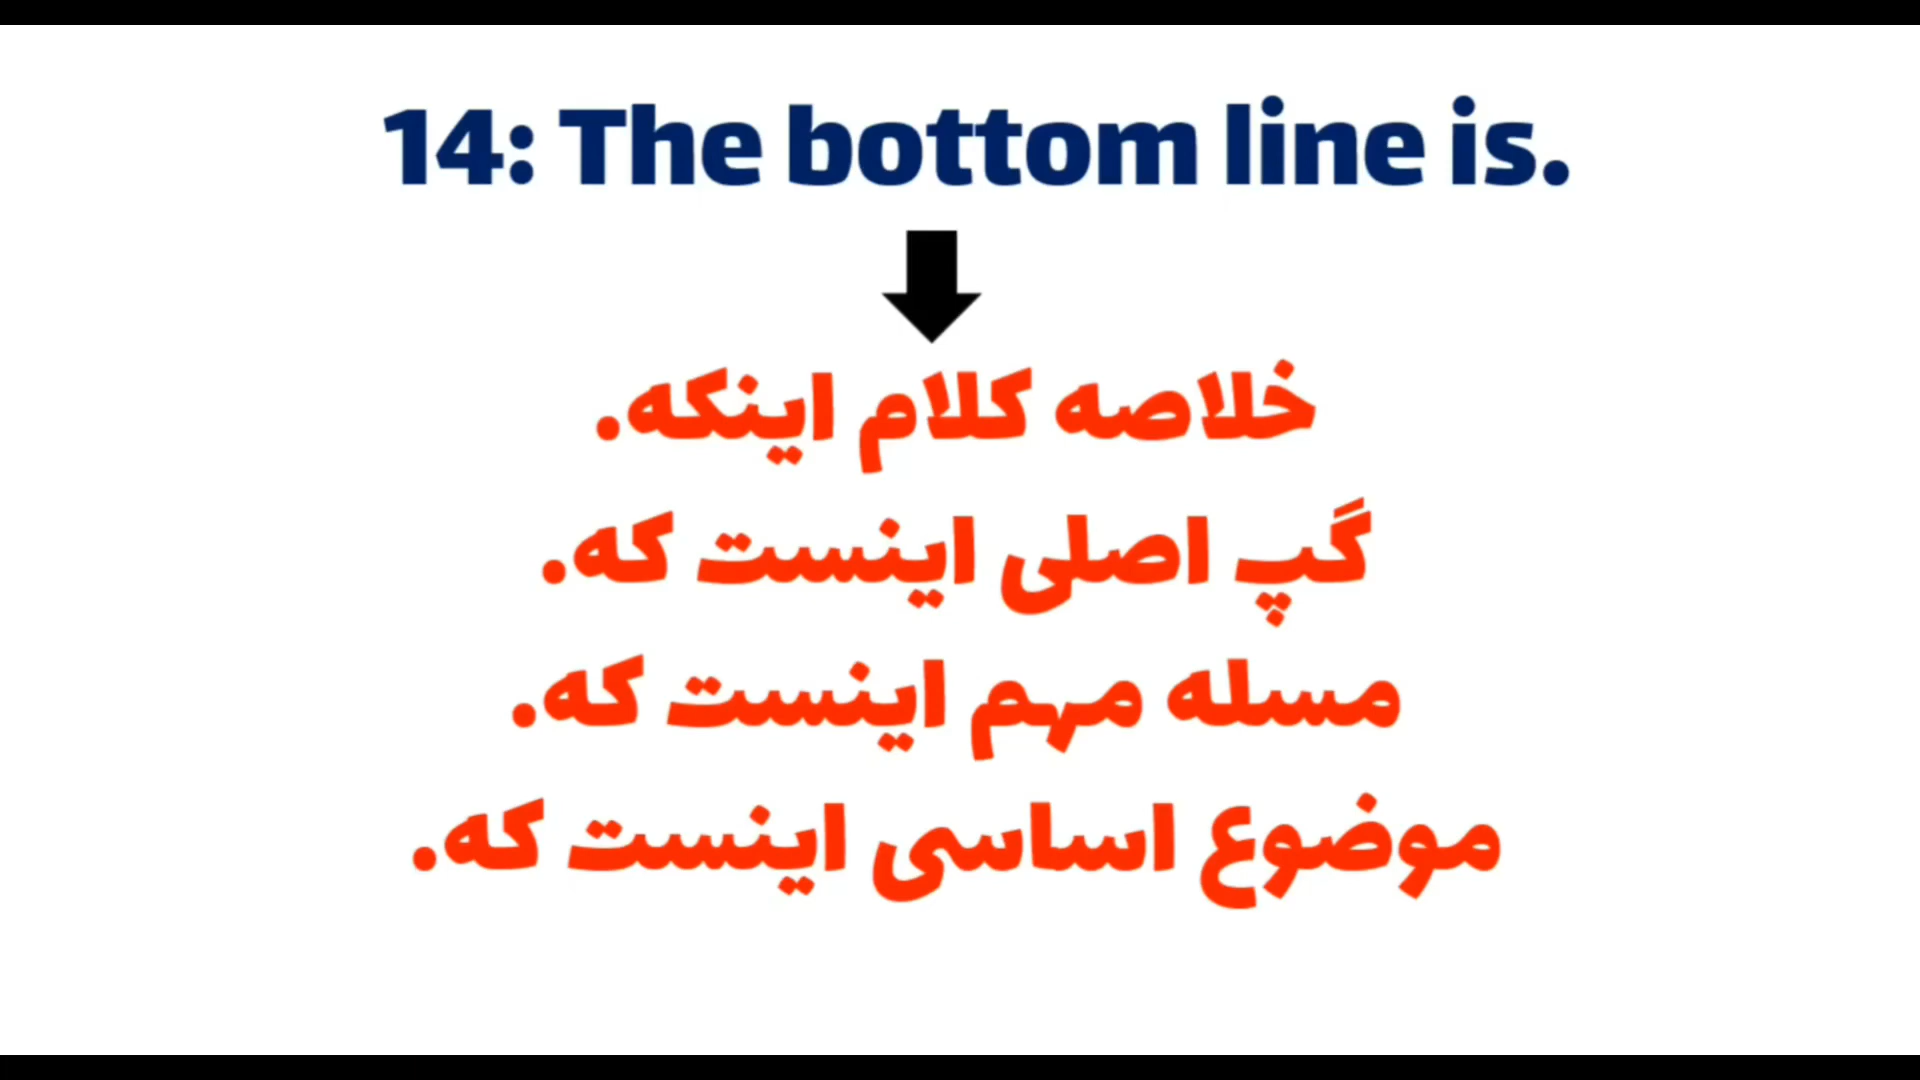 14: The bottom line is.
خلاصه کلام اینکه.
گپ اصلی اینست که.
مسله مهم اینست که.
موضوع اساسی اینست که.